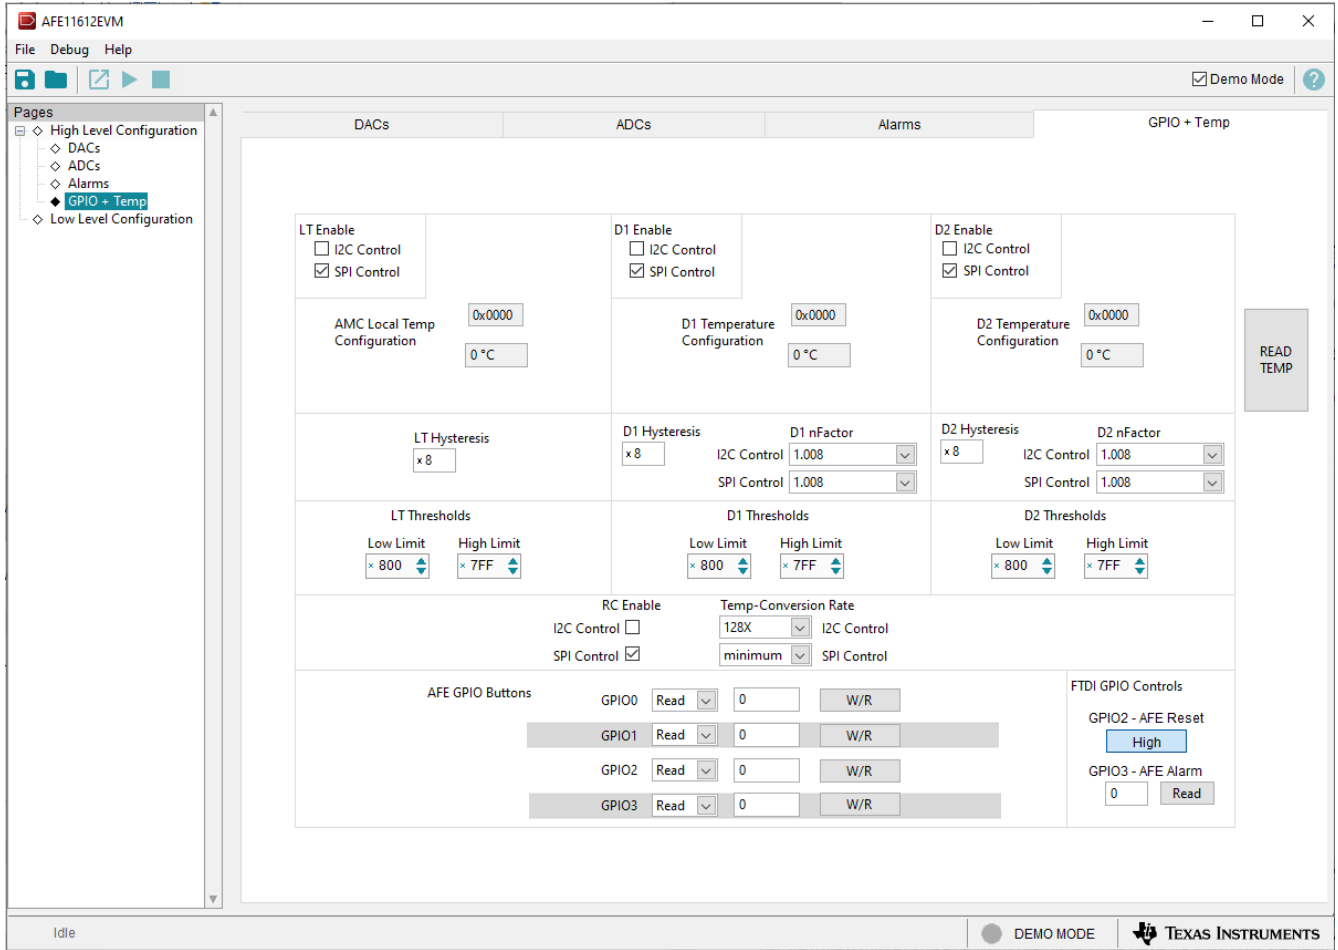 AFE11612EVM
File Debug Help
Demo Mode
Pages
High Level Configuration
DACs
ADCs
Alarms
GPIO + Temp
Low Level Configuration
DACs ADCs Alarms GPIO + Temp
LT Enable D1 Enable D2 Enable
I2C Control I2C Control I2C Control
SPI Control SPI Control SPI Control
AMC Local Temp Configuration 0x0000 D1 Temperature Configuration 0x0000 D2 Temperature Configuration 0x0000
0 °C 0 °C 0 °C
READ
TEMP
LT Hysteresis D1 Hysteresis D1 nFactor D2 Hysteresis D2 nFactor
x 8 x 8 I2C Control 1.008 x 8 I2C Control 1.008
SPI Control 1.008 SPI Control 1.008
LT Thresholds D1 Thresholds D2 Thresholds
Low Limit High Limit Low Limit High Limit Low Limit High Limit
× 800 × 7FF × 800 × 7FF × 800 × 7FF
RC Enable Temp-Conversion Rate
I2C Control 128X I2C Control
SPI Control minimum SPI Control
AFE GPIO Buttons GPIO0 Read 0 W/R
GPIO1 Read 0 W/R
GPIO2 Read 0 W/R
GPIO3 Read 0 W/R
FTDI GPIO Controls
GPIO2 - AFE Reset
High
GPIO3 - AFE Alarm
0 Read
Idle DEMO MODE TEXAS INSTRUMENTS